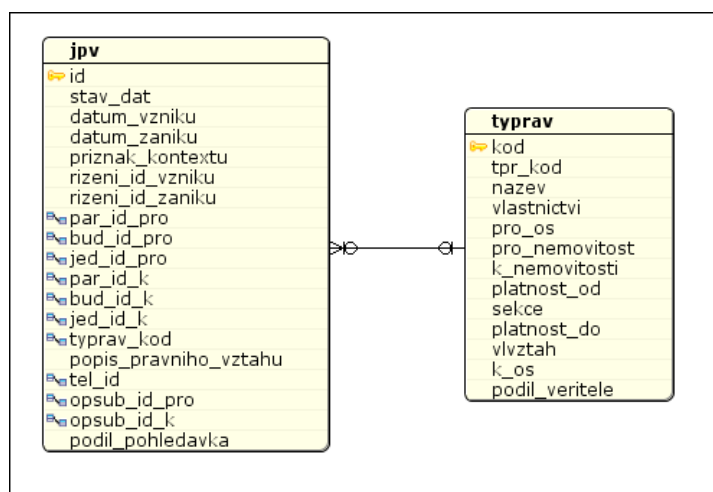 jpv
id
stav_dat
datum_vzniku
datum_zaniku
priznak_kontextu
rizeni_id_vzniku
rizeni_id_zaniku
par_id_pro
bud_id_pro
jed_id_pro
par_id_k
bud_id_k
jed_id_k
typrav_kod
popis_pravniho_vztahu
tel_id
opsub_id_pro
opsub_id_k
podil_pohledavka
typrav
kod
tpr_kod
nazev
vlastnictvi
pro_os
pro_nemovitost
k_nemovitosti
platnost_od
sekce
platnost_do
vlvztah
k_os
podil_veritele